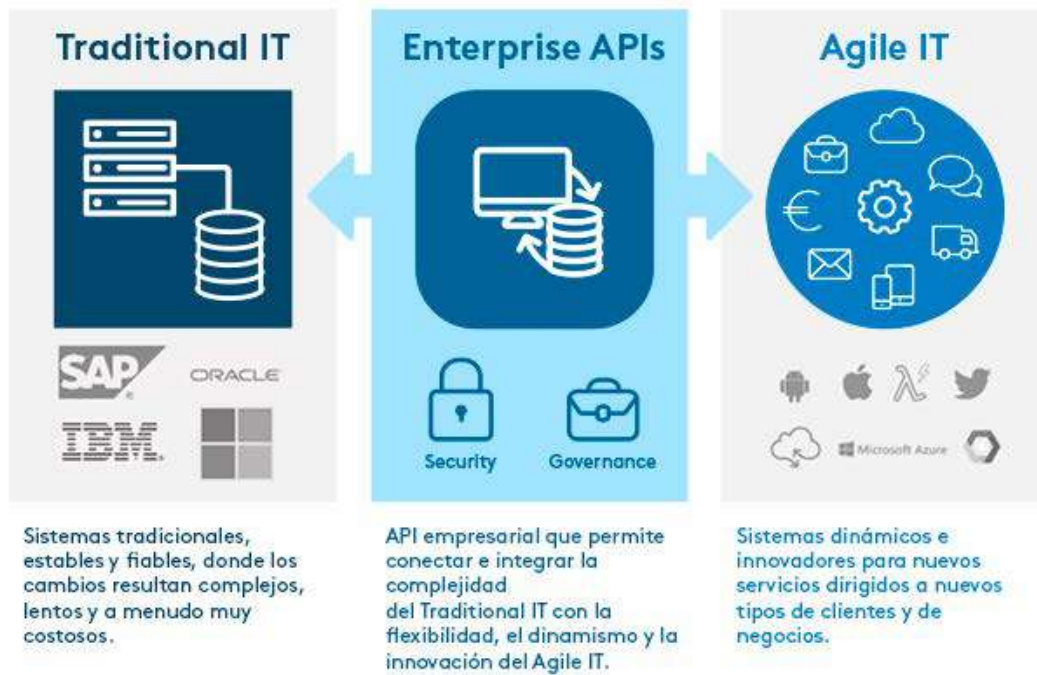 Traditional IT
Enterprise APIs
Agile IT
SAP
®
ORACLE
IBM.
Security
Governance
Microsoft Azure
Sistemas tradicionales,
estables y fiables, donde los
cambios resultan complejos,
lentos y a menudo muy
costosos.
API empresarial que permite
conectar e integrar la
complejidad
del Traditional IT con la
flexibilidad, el dinamismo y la
innovación del Agile IT.
Sistemas dinámicos e
innovadores para nuevos
servicios dirigidos a nuevos
tipos de clientes y de
negocios.